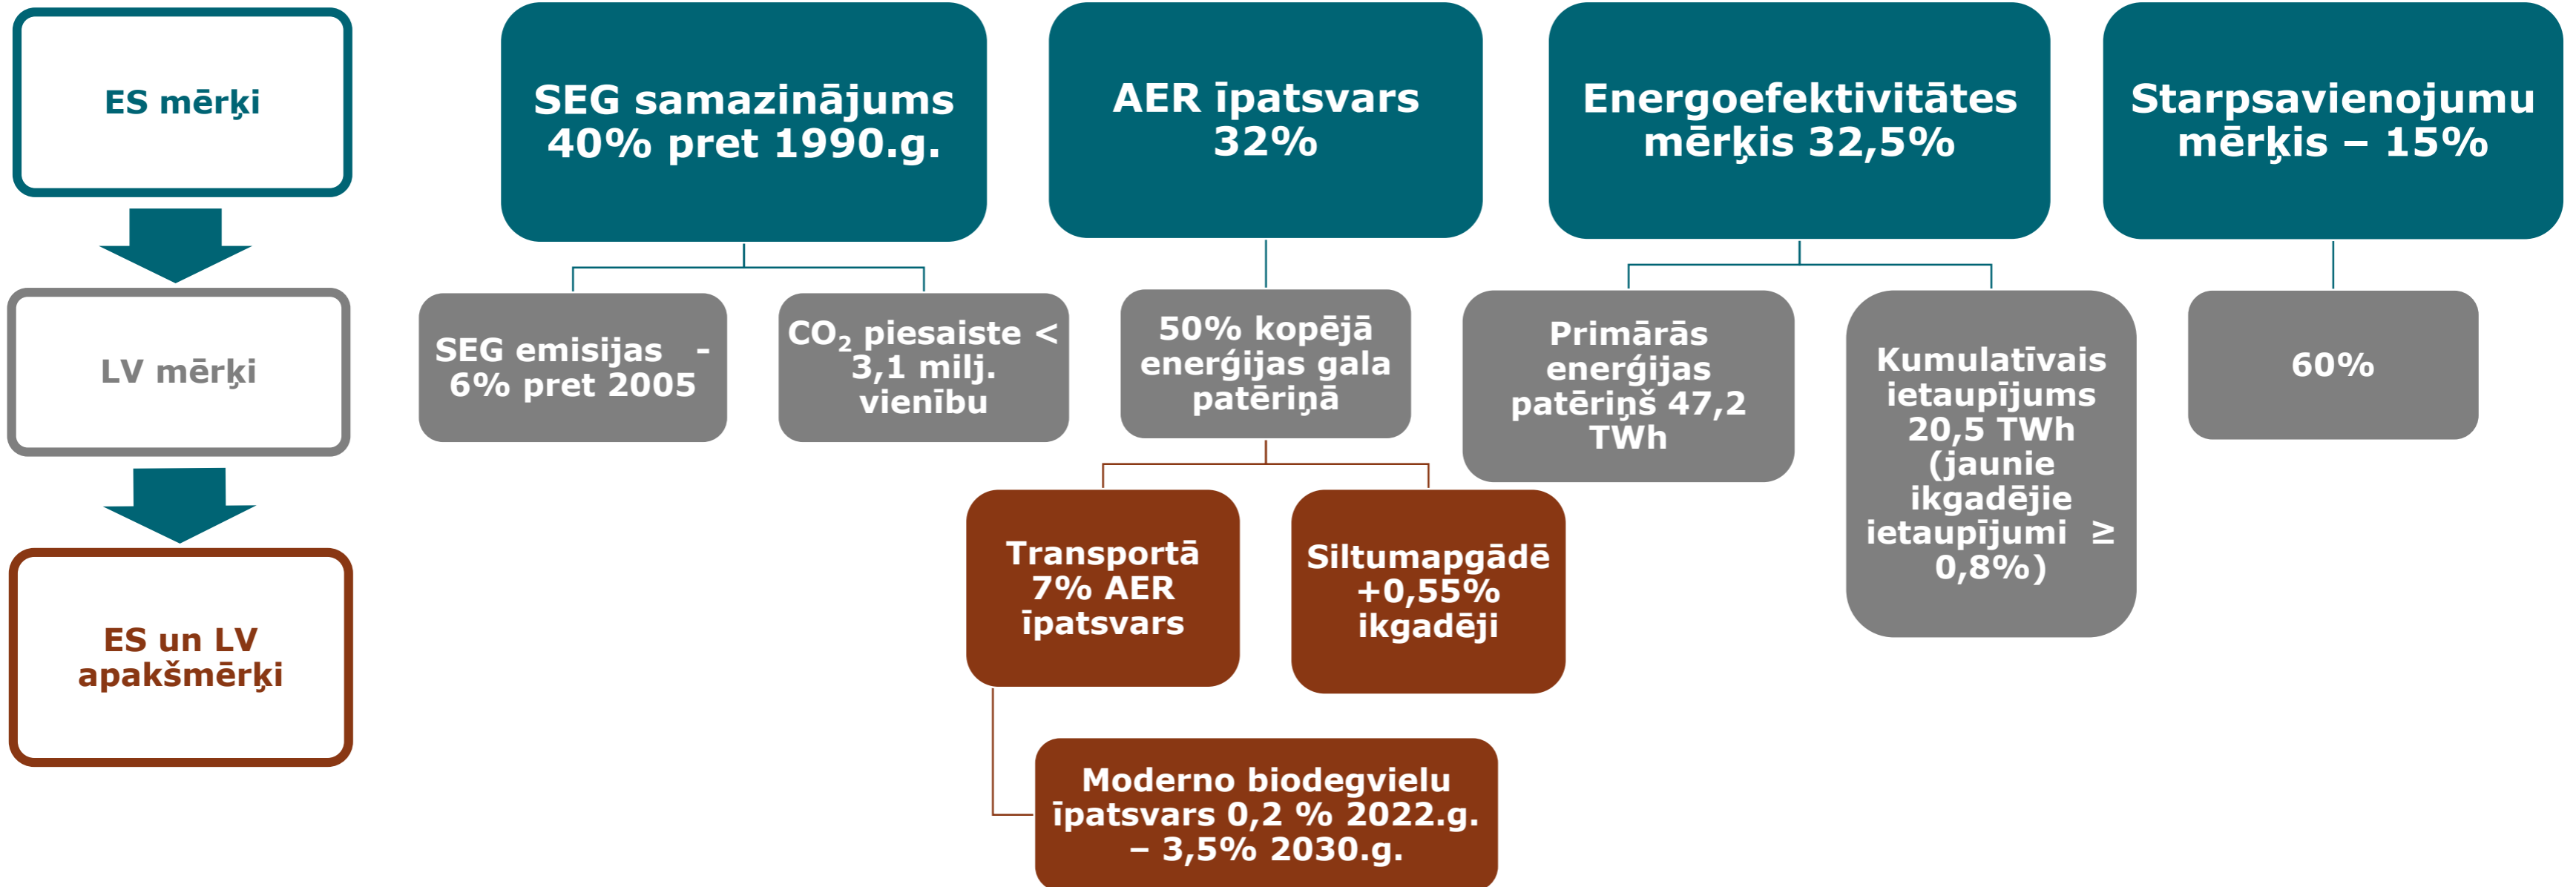 ES mērķi
SEG samazinājums
40% pret 1990.g.
AER īpatsvars
32%
Energoefektivitātes
mērķis 32,5%
Starpsavienojumu
mērķis – 15%
LV mērķi
SEG emisijas -
6% pret 2005
CO₂ piesaiste <
3,1 milj.
vienību
50% kopējā
enerģijas gala
patēriņā
Primārās
enerģijas
patēriņš 47,2
TWh
Kumulatīvais
ietaupījums
20,5 TWh
(jaunie
ikgadējie
ietaupījumi ≥
0,8%)
60%
ES un LV
apakšmērķi
Transportā
7% AER
īpatsvars
Siltumapgādē
+0,55%
ikgadēji
Moderno biodegvielu
īpatsvars 0,2 % 2022.g.
– 3,5% 2030.g.